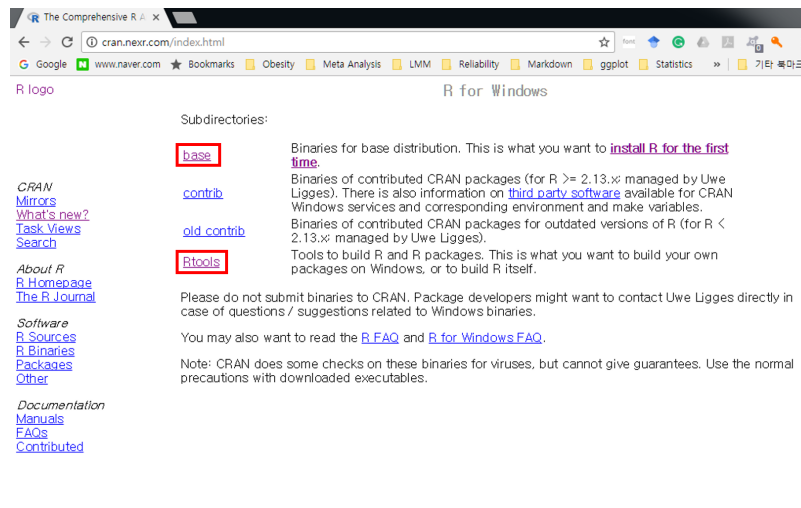 The Comprehensive R A
cran.nexr.com/index.html
Google
www.naver.com
Bookmarks
Obesity
Meta Analysis
LMM
Reliability
Markdown
ggplot
Statistics
»
기타 북마크
R logo
R for Windows
Subdirectories:
base
Binaries for base distribution. This is what you want to install R for the first
time.
contrib
Binaries of contributed CRAN packages (for R >= 2.13.x; managed by Uwe
Ligges). There is also information on third party software available for CRAN
Windows services and corresponding environment and make variables.
old contrib
Binaries of contributed CRAN packages for outdated versions of R (for R <
2.13.x; managed by Uwe Ligges).
Rtools
Tools to build R and R packages. This is what you want to build your own
packages on Windows, or to build R itself.
Please do not submit binaries to CRAN. Package developers might want to contact Uwe Ligges directly in
case of questions / suggestions related to Windows binaries.
You may also want to read the R FAQ and R for Windows FAQ.
Note: CRAN does some checks on these binaries for viruses, but cannot give guarantees. Use the normal
precautions with downloaded executables.
CRAN
Mirrors
What's new?
Task Views
Search
About R
R Homepage
The R Journal
Software
R Sources
R Binaries
Packages
Other
Documentation
Manuals
FAQs
Contributed